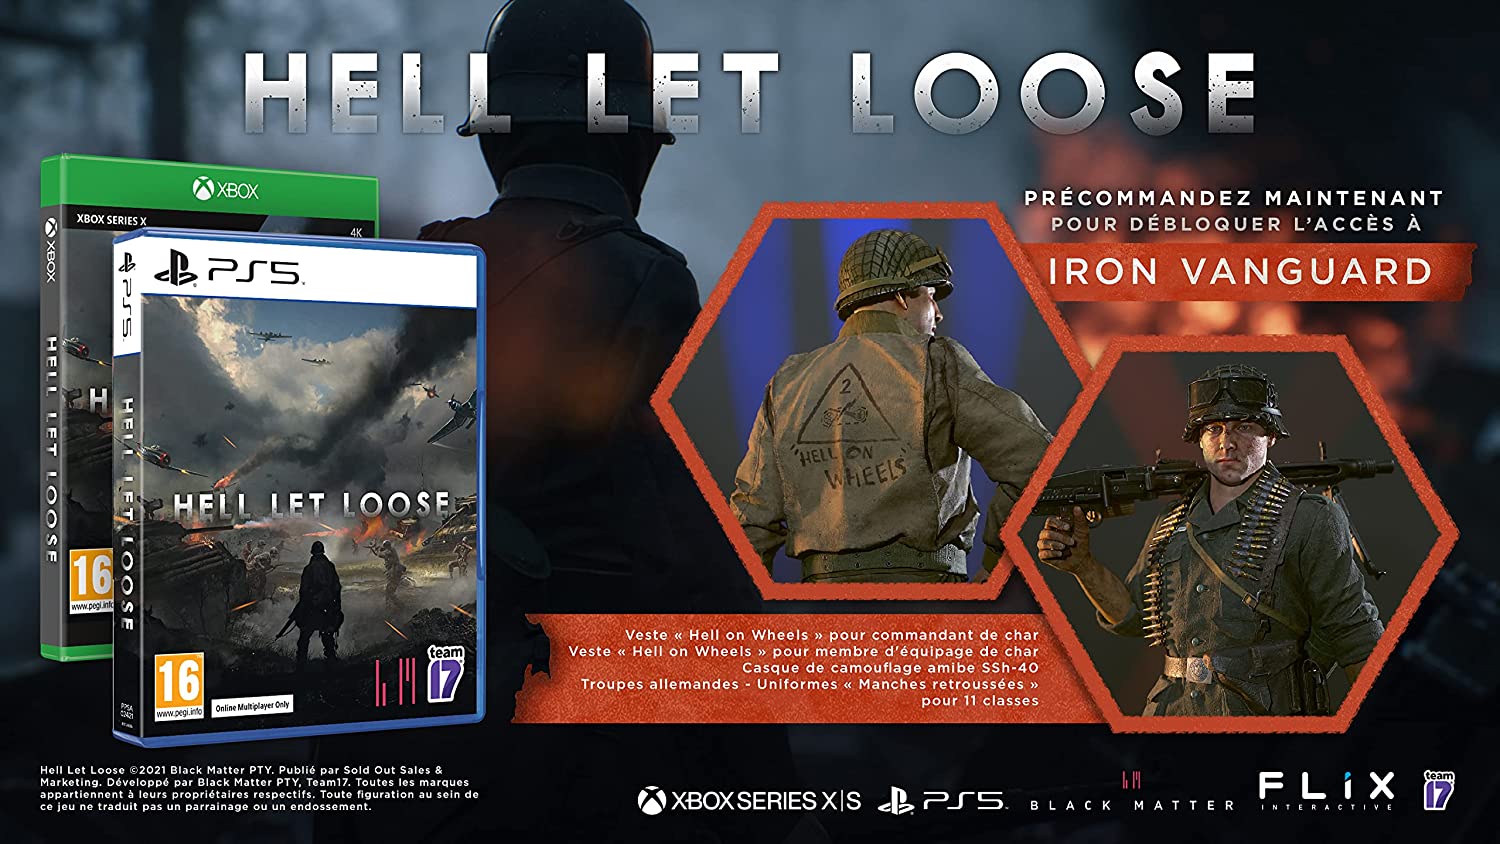 HELL LET LOOSE
PRÉCOMMANDEZ MAINTENANT
POUR DÉBLOQUER L'ACCÈS À
IRON VANGUARD
XBOX
XBOX SERIES X
4K
XBOX
HELL LET LOOSE
H
16
www.pegi.info
PS5
PS5
HELL LET LOOSE
HELL LET LOOSE
16
www.pegi.info
Online Multiplayer Only
team
17
2
"HELL ON
WHEELS"
Veste « Hell on Wheels » pour commandant de char
Veste « Hell on Wheels » pour membre d'équipage de char
Casque de camouflage amibe SSh-40
Troupes allemandes - Uniformes « Manches retroussées »
pour 11 classes
Hell Let Loose ©2021 Black Matter PTY. Publié par Sold Out Sales &
Marketing. Développé par Black Matter PTY, Team17. Toutes les marques
appartiennent à leurs propriétaires respectifs. Toute figuration au sein de
ce jeu ne traduit pas un parrainage ou un endossement.
XBOX SERIES X|S
PS5
BLACK MATTER
FLiX
INTERACTIVE
team
17